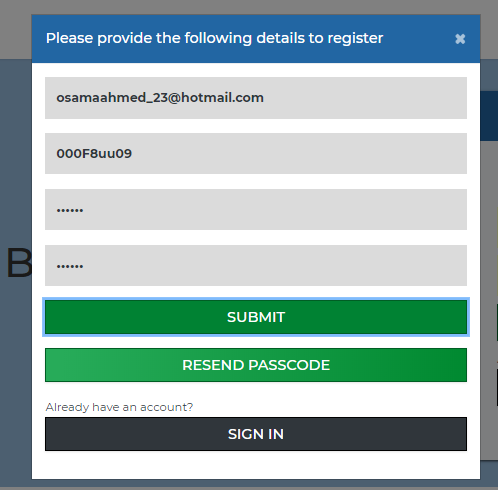 Please provide the following details to register
×
osamaahmed_23@hotmail.com
000F8uu09
••••••
••••••
B
SUBMIT
RESEND PASSCODE
Already have an account?
SIGN IN